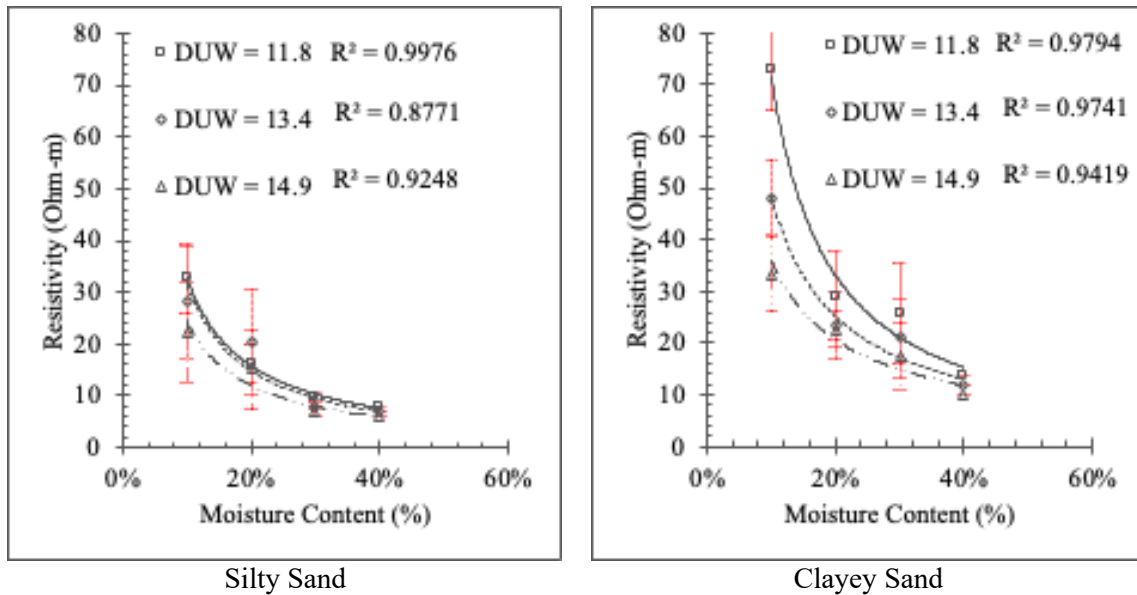 80
70
60
50
40
30
20
10
0
Resistivity (Ohm-m)
DUW = 11.8 R² = 0.9976
DUW = 13.4 R² = 0.8771
DUW = 14.9 R² = 0.9248
0% 20% 40% 60%
Moisture Content (%)
Silty Sand
80
70
60
50
40
30
20
10
0
Resistivity (Ohm-m)
DUW = 11.8 R² = 0.9794
DUW = 13.4 R² = 0.9741
DUW = 14.9 R² = 0.9419
0% 20% 40% 60%
Moisture Content (%)
Clayey Sand